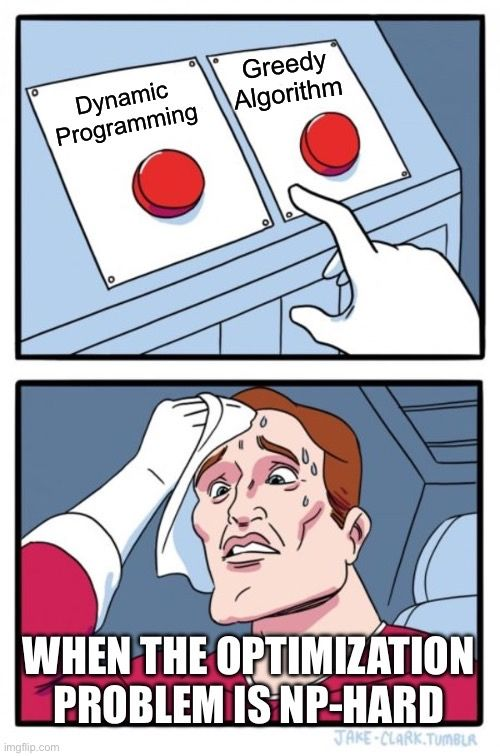 Dynamic
Programming
Greedy
Algorithm
WHEN THE OPTIMIZATION
PROBLEM IS NP-HARD
JAKE-CLARK.TUMBLR
imgflip.com